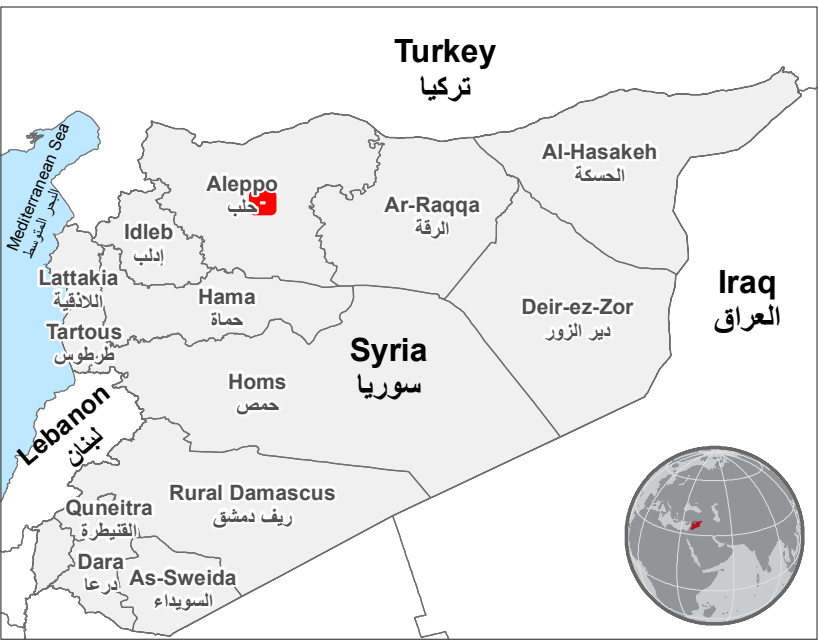 Turkey
تركيا
Mediterranean Sea
البحر المتوسط
Al-Hasakeh
الحسكة
Aleppo
حلب
Ar-Raqqa
الرقة
Idleb
إدلب
Lattakia
اللاذقية
Hama
حماة
Iraq
العراق
Deir-ez-Zor
دير الزور
Tartous
طرطوس
Syria
سوريا
Homs
حمص
Lebanon
لبنان
Rural Damascus
ريف دمشق
Quneitra
القنيطرة
Dara
درعا
As-Sweida
السويداء